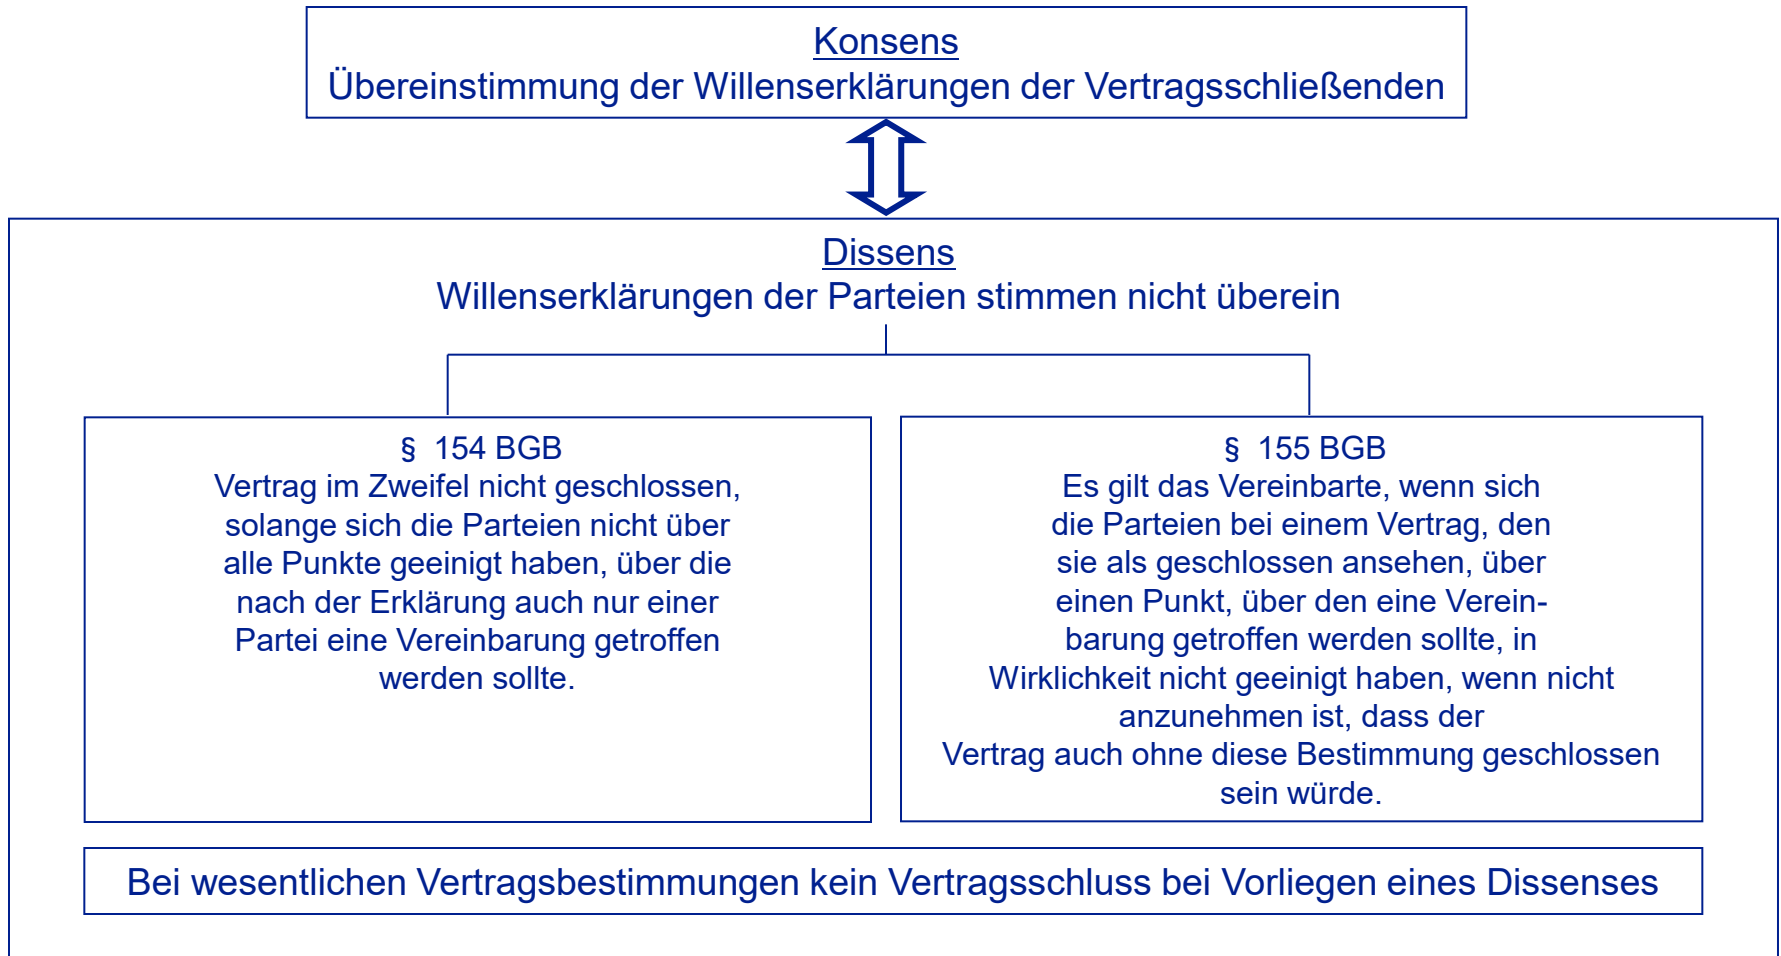 Konsens
Übereinstimmung der Willenserklärungen der Vertragsschließenden
Dissens
Willenserklärungen der Parteien stimmen nicht überein
§ 154 BGB
Vertrag im Zweifel nicht geschlossen,
solange sich die Parteien nicht über
alle Punkte geeinigt haben, über die
nach der Erklärung auch nur einer
Partei eine Vereinbarung getroffen
werden sollte.
§ 155 BGB
Es gilt das Vereinbarte, wenn sich
die Parteien bei einem Vertrag, den
sie als geschlossen ansehen, über
einen Punkt, über den eine Verein-
barung getroffen werden sollte, in
Wirklichkeit nicht geeinigt haben, wenn nicht
anzunehmen ist, dass der
Vertrag auch ohne diese Bestimmung geschlossen
sein würde.
Bei wesentlichen Vertragsbestimmungen kein Vertragsschluss bei Vorliegen eines Dissenses